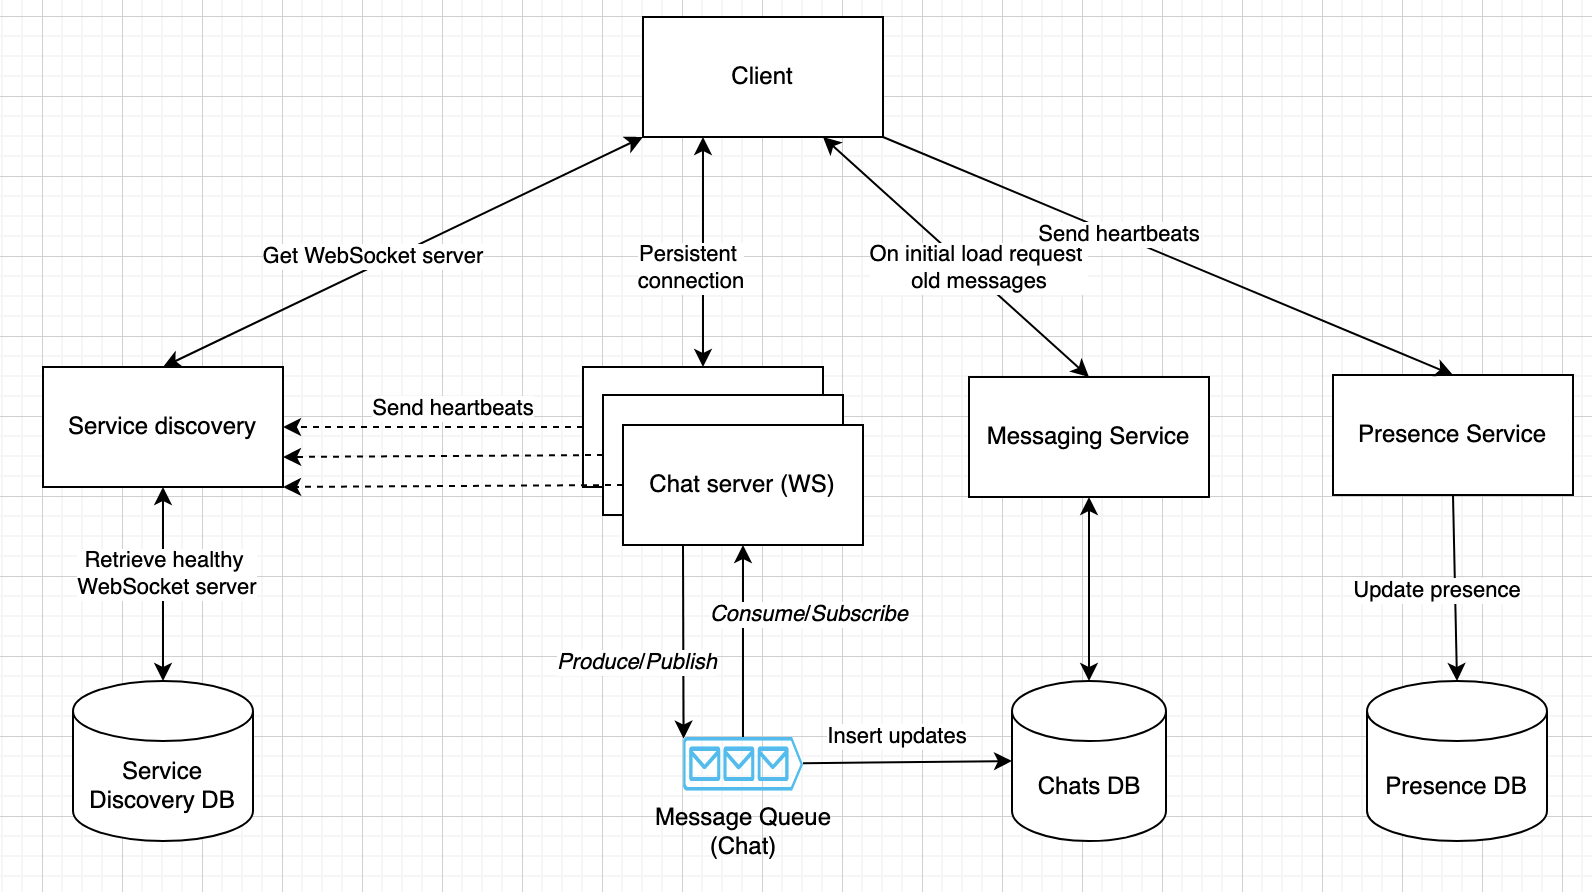 Client
Send heartbeats
Get WebSocket server
Persistent
connection
On initial load request
old messages
Send heartbeats
Service discovery
Chat server (WS)
Messaging Service
Presence Service
Retrieve healthy
WebSocket server
Consume/Subscribe
Produce/Publish
Update presence
Insert updates
Service
Discovery DB
Message Queue
(Chat)
Chats DB
Presence DB